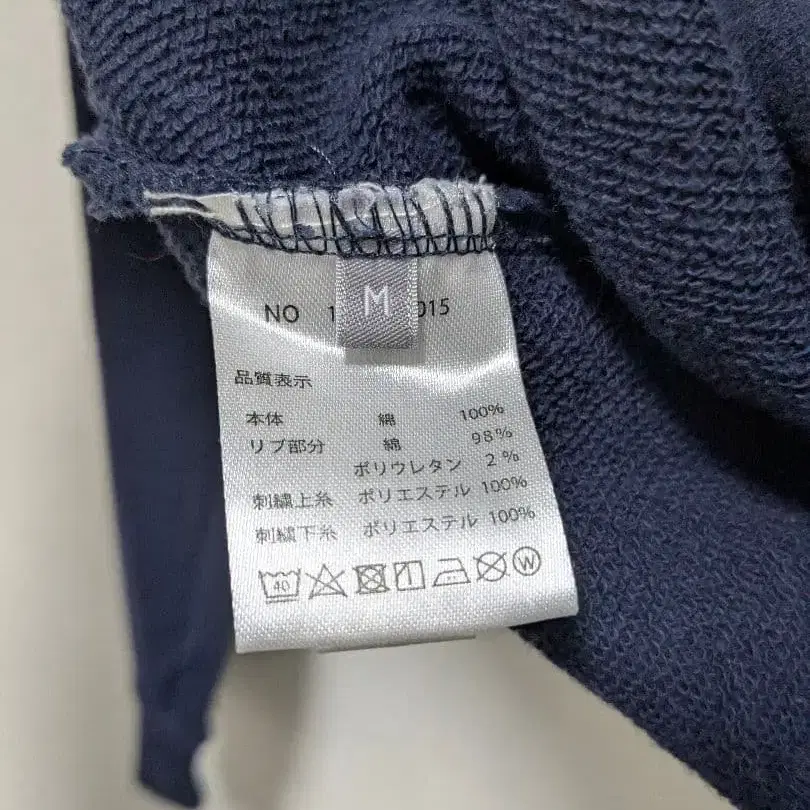 M
NO 1 015
品質表示
本体 綿 100%
リブ部分 綿 98%
ポリウレタン 2%
刺繍上糸 ポリエステル 100%
刺繍下糸 ポリエステル 100%
40 W